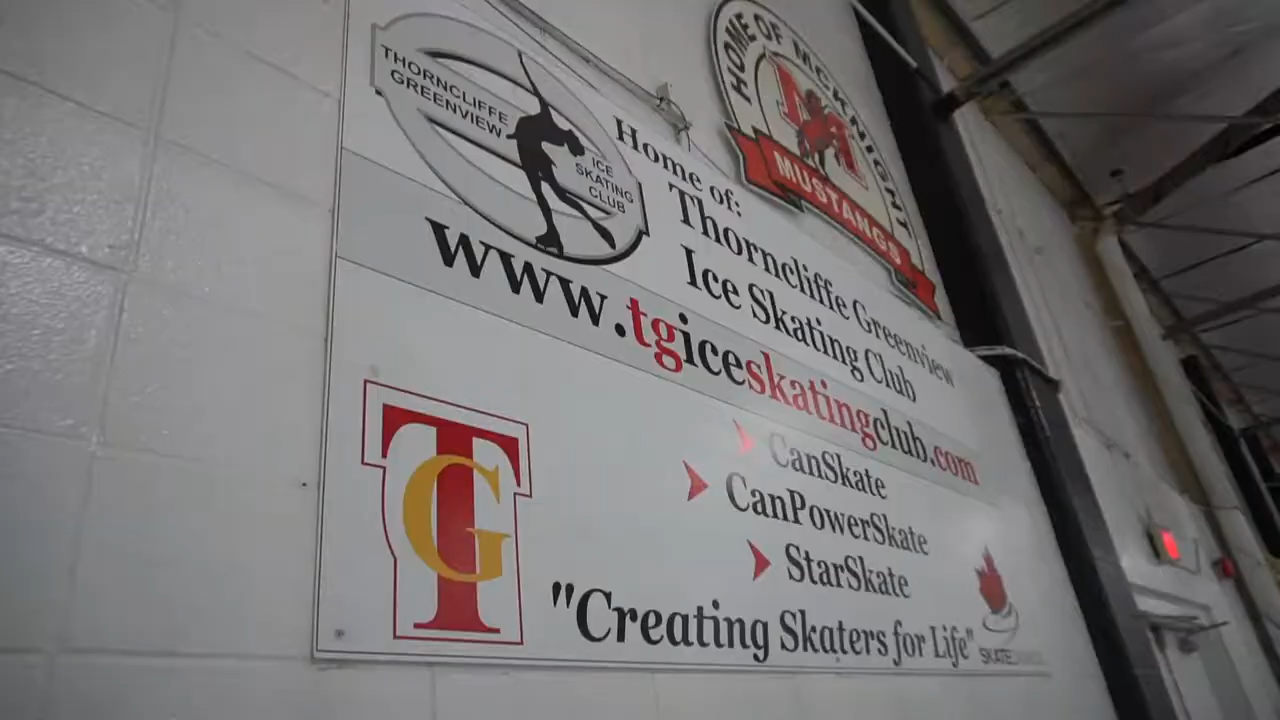 THORNCLIFFE
GREENVIEW
ICE
SKATING
CLUB
HOME OF MCKNIGHT
M
MUSTANGS
Home of:
Thorncliffe Greenview
Ice Skating Club
www.tgiceskatingclub.com
TG
CanSkate
CanPowerSkate
StarSkate
"Creating Skaters for Life"
SKATE